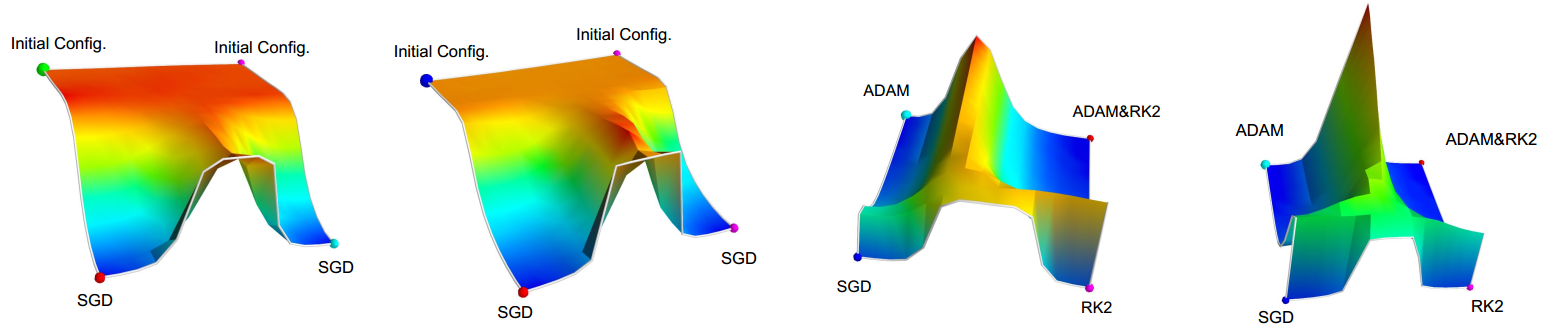 Initial Config.
Initial Config.
SGD
SGD
Initial Config.
Initial Config.
SGD
SGD
ADAM
ADAM&RK2
SGD
RK2
ADAM
ADAM&RK2
SGD
RK2